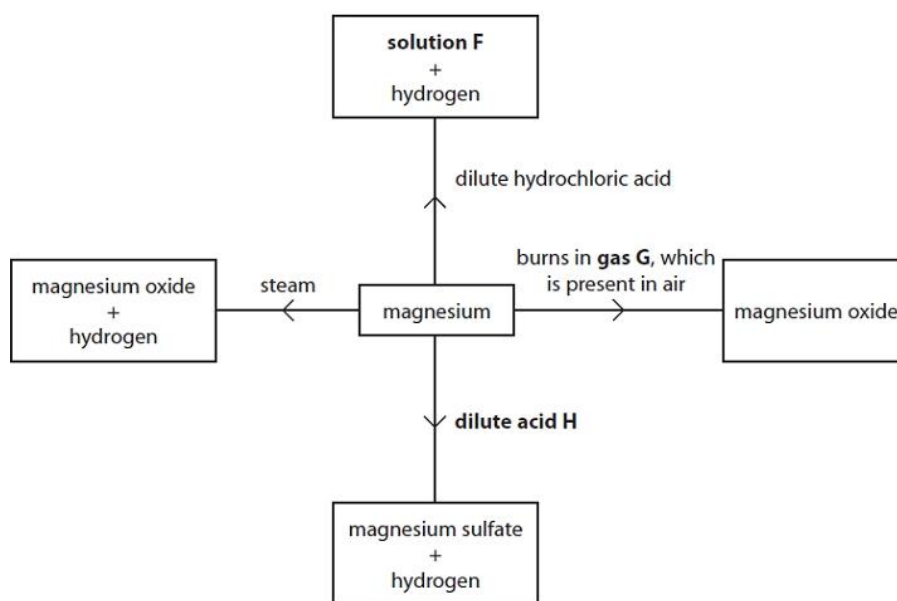 solution F
+
hydrogen
dilute hydrochloric acid
burns in gas G, which
is present in air
steam
magnesium oxide
+
hydrogen
magnesium
magnesium oxide
dilute acid H
magnesium sulfate
+
hydrogen